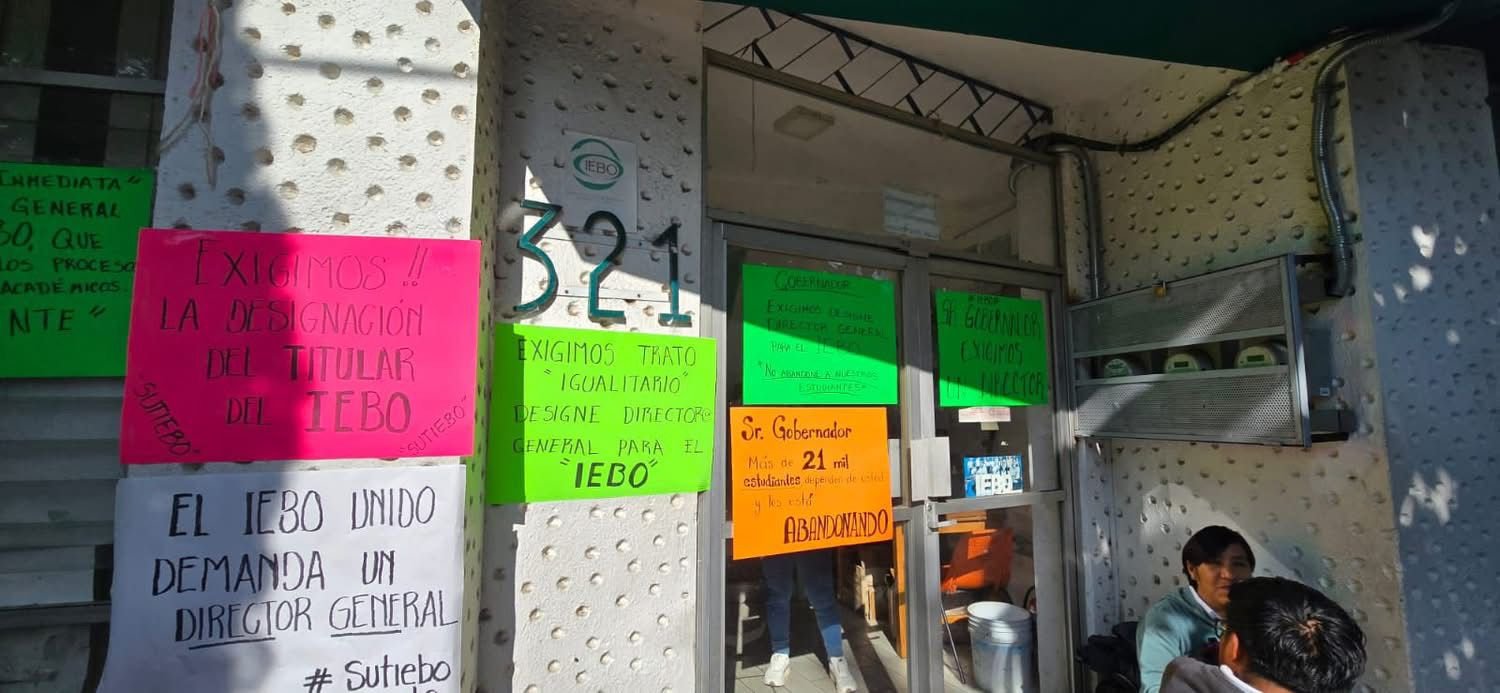 INMEDIATA"
GENERAL
BO, QUE
LOS PROCESO
ACADÉMICOS.
NTE"
EXIGIMOS!!
LA DESIGNACIÓN
DEL TITULAR
DEL IEBO
"SUTIEBO"
"SUTIEBO"
EL IEBO UNIDO
DEMANDA UN
DIRECTOR GENERAL
# Sutiebo
IEBO
321
EXIGIMOS TRATO
"IGUALITARIO"
DESIGNE DIRECTOR@
GENERAL PARA EL
"IEBO"
GOBERNADOR
EXIGIMOS DESIGNE
DIRECTOR GENERAL
PARA EL IEBO
"NO ABANDONE A NUESTROS
ESTUDIANTES"
Sr. Gobernador
Más de 21 mil
estudiantes dependen de usted
y los está
ABANDONANDO
SR GOBERNADOR
EXIGIMOS
DIRECTOR
IEBO